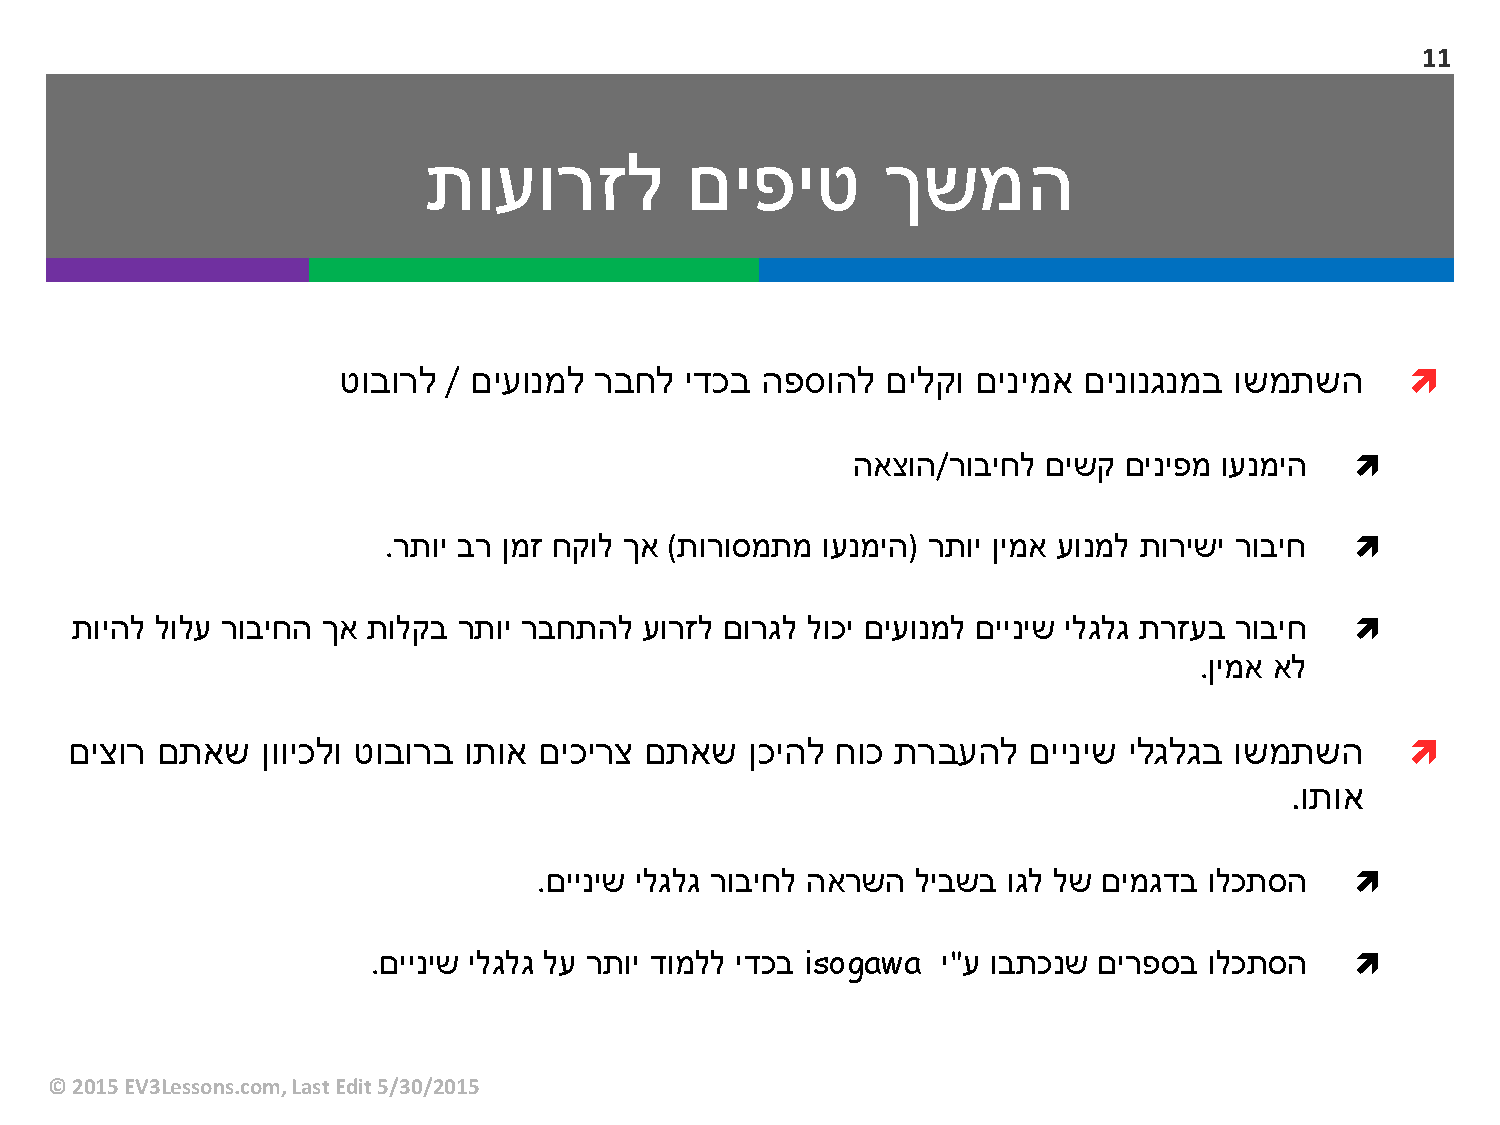 11
המשך טיפים לזרועות
השתמשו במנגנונים אמינים וקלים להוספה בכדי לחבר למנועים / לרובוט
הימנעו מפינים קשים לחיבור/הוצאה
חיבור ישירות למנוע אמין יותר (הימנעו מתמסורות) אך לוקח זמן רב יותר.
חיבור בעזרת גלגלי שיניים למנועים יכול לגרום לזרוע להתחבר יותר בקלות אך החיבור עלול להיות
לא אמין.
השתמשו בגלגלי שיניים להעברת כוח להיכן שאתם צריכים אותו ברובוט ולכיוון שאתם רוצים
אותו.
הסתכלו בדגמים של לגו בשביל השראה לחיבור גלגלי שיניים.
הסתכלו בספרים שנכתבו ע"י isogawa בכדי ללמוד יותר על גלגלי שיניים.
© 2015 EV3Lessons.com, Last Edit 5/30/2015